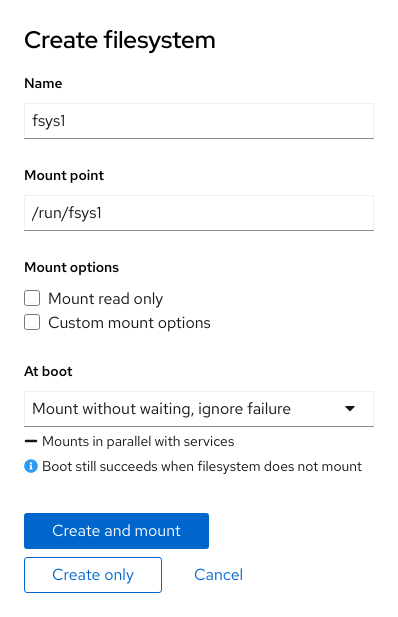 Create filesystem
Name
fsys1
Mount point
/run/fsys1
Mount options
Mount read only
Custom mount options
At boot
Mount without waiting, ignore failure
Mounts in parallel with services
Boot still succeeds when filesystem does not mount
Create and mount
Create only
Cancel